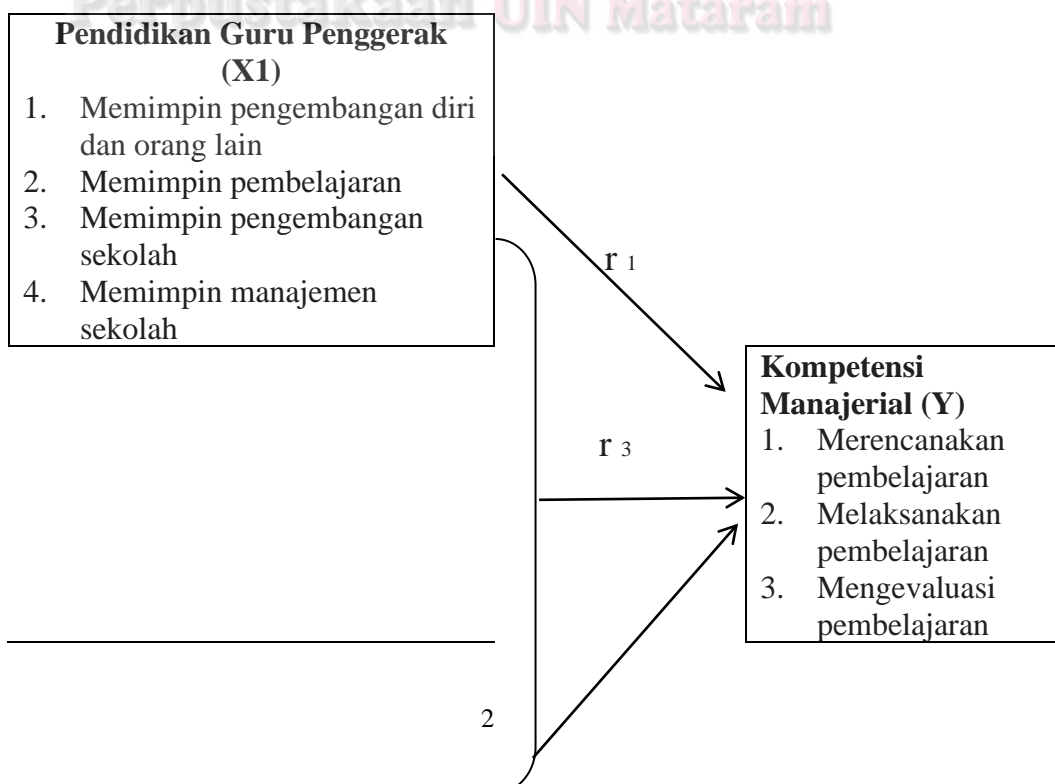 Perpustakaan UIN Mataram
Pendidikan Guru Penggerak
(X1)
1. Memimpin pengembangan diri
dan orang lain
2. Memimpin pembelajaran
3. Memimpin pengembangan
sekolah
4. Memimpin manajemen
sekolah
r 1
r 3
Kompetensi
Manajerial (Y)
1. Merencanakan
pembelajaran
2. Melaksanakan
pembelajaran
3. Mengevaluasi
pembelajaran
2